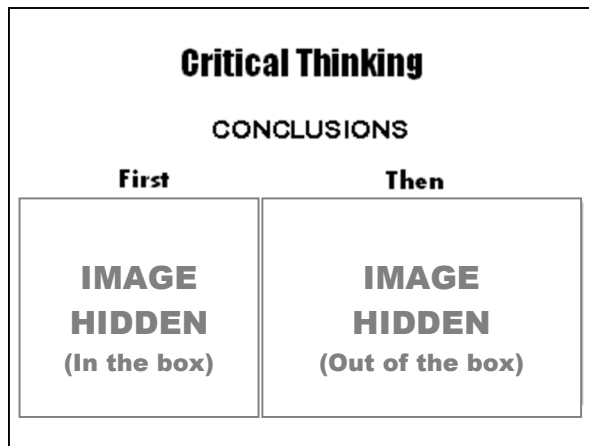 Critical Thinking
CONCLUSIONS
First Then
IMAGE
HIDDEN
(In the box)
IMAGE
HIDDEN
(Out of the box)